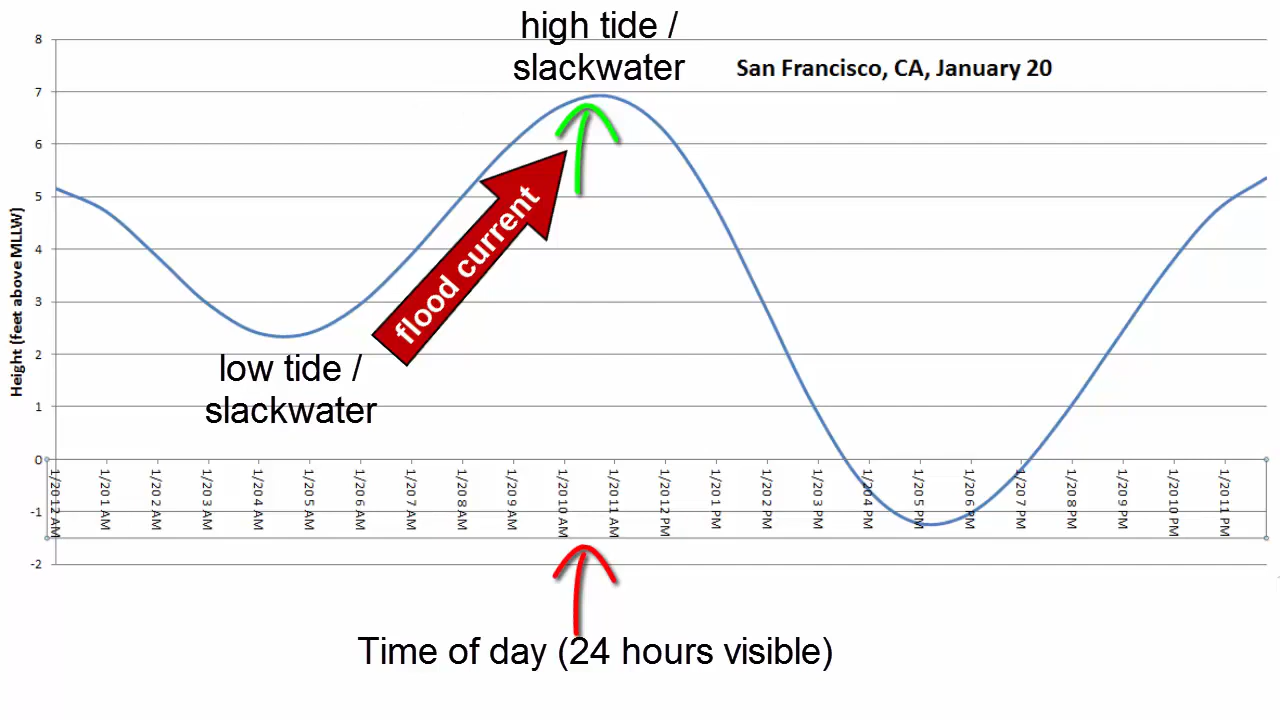 high tide /
slackwater
San Francisco, CA, January 20
8
7
6
5
4
3
2
1
0
-1
-2
Height (feet above MLLW)
flood current
low tide /
slackwater
1/20 12 AM
1/20 1 AM
1/20 2 AM
1/20 3 AM
1/20 4 AM
1/20 5 AM
1/20 6 AM
1/20 7 AM
1/20 8 AM
1/20 9 AM
1/20 10 AM
1/20 11 AM
1/20 12 PM
1/20 1 PM
1/20 2 PM
1/20 3 PM
1/20 4 PM
1/20 5 PM
1/20 6 PM
1/20 7 PM
1/20 8 PM
1/20 9 PM
1/20 10 PM
1/20 11 PM
Time of day (24 hours visible)